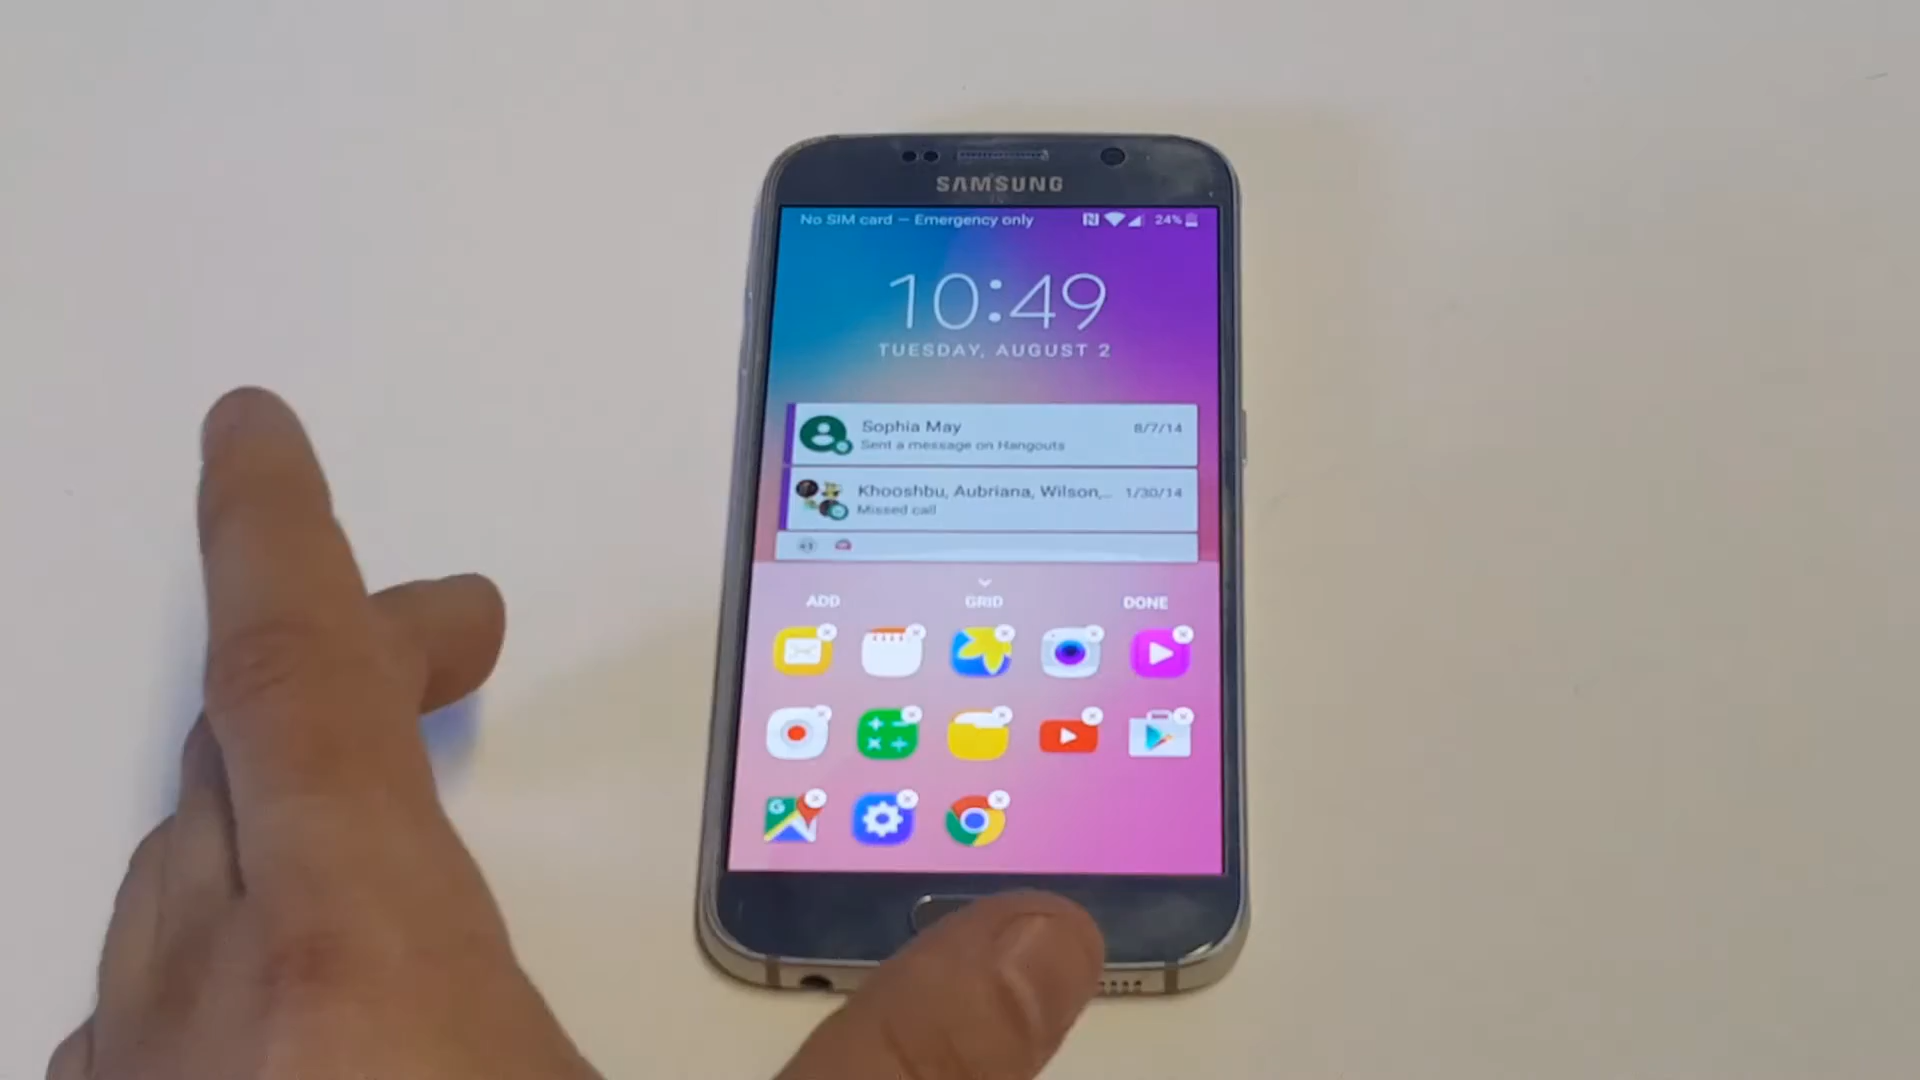 SAMSUNG
No SIM card — Emergency only 24%
10:49
TUESDAY, AUGUST 2
Sophia May 8/7/14
Sent a message on Hangouts
Khooshbu, Aubriana, Wilson,... 1/30/14
Missed call
+3
ADD GRID DONE
G